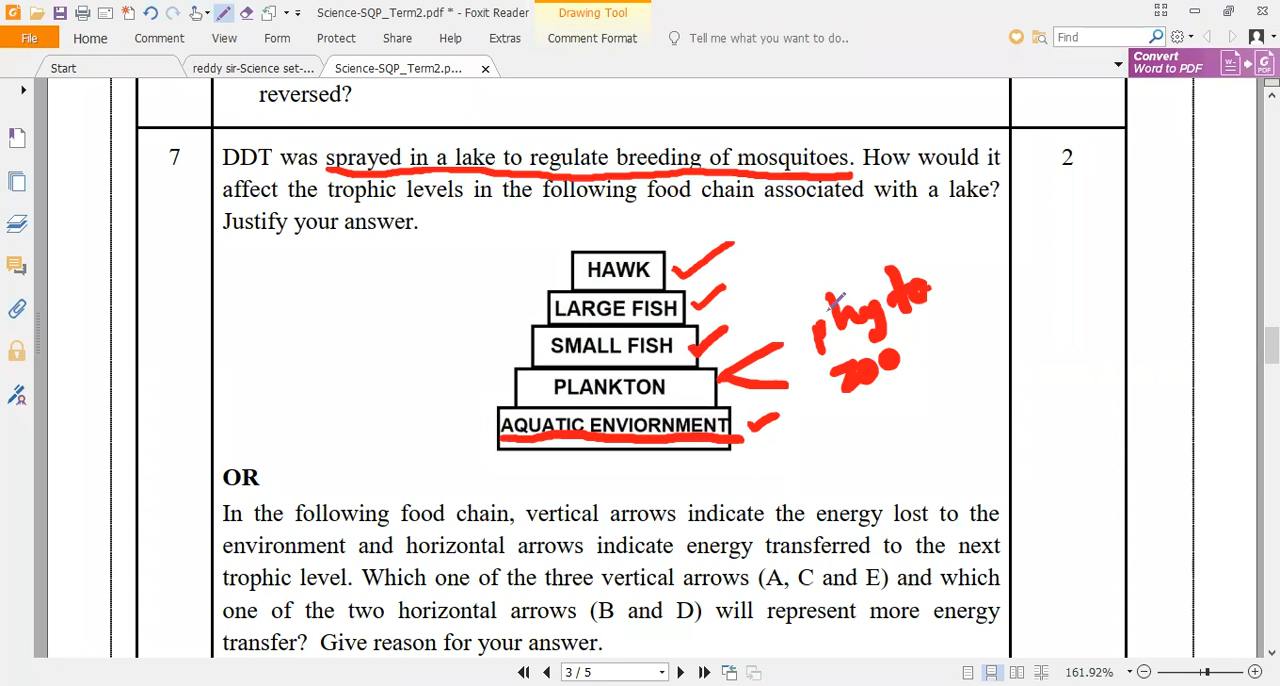 Science-SQP_Term2.pdf * - Foxit Reader
Drawing Tool
File Home Comment View Form Protect Share Help Extras Comment Format Tell me what you want to do.. Find
Start reddy sir-Science set-... Science-SQP_Term2.p... × Convert
Word to PDF
reversed?
7 DDT was sprayed in a lake to regulate breeding of mosquitoes. How would it 2
affect the trophic levels in the following food chain associated with a lake?
Justify your answer.
HAWK
LARGE FISH
SMALL FISH
PLANKTON
AQUATIC ENVIORNMENT
phyto
zoo
OR
In the following food chain, vertical arrows indicate the energy lost to the
environment and horizontal arrows indicate energy transferred to the next
trophic level. Which one of the three vertical arrows (A, C and E) and which
one of the two horizontal arrows (B and D) will represent more energy
transfer? Give reason for your answer.
3 / 5 161.92%